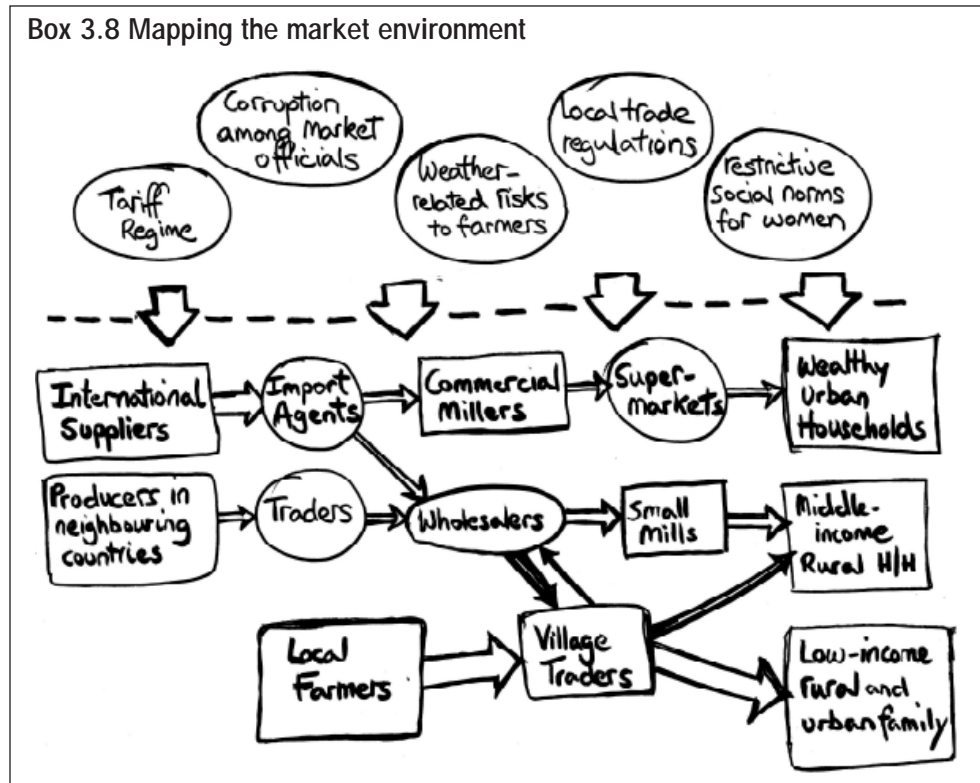 Box 3.8 Mapping the market environment
Tariff
Regime
Corruption
among market
officials
Weather-
related risks
to farmers
Local trade
regulations
restrictive
social norms
for women
International
Suppliers
Import
Agents
Commercial
Millers
Super-
markets
Wealthy
Urban
Households
Producers in
neighbouring
countries
Traders
Wholesalers
Small
Mills
Middle-
income
Rural H/H
Local
Farmers
Village
Traders
Low-income
rural and
urban family